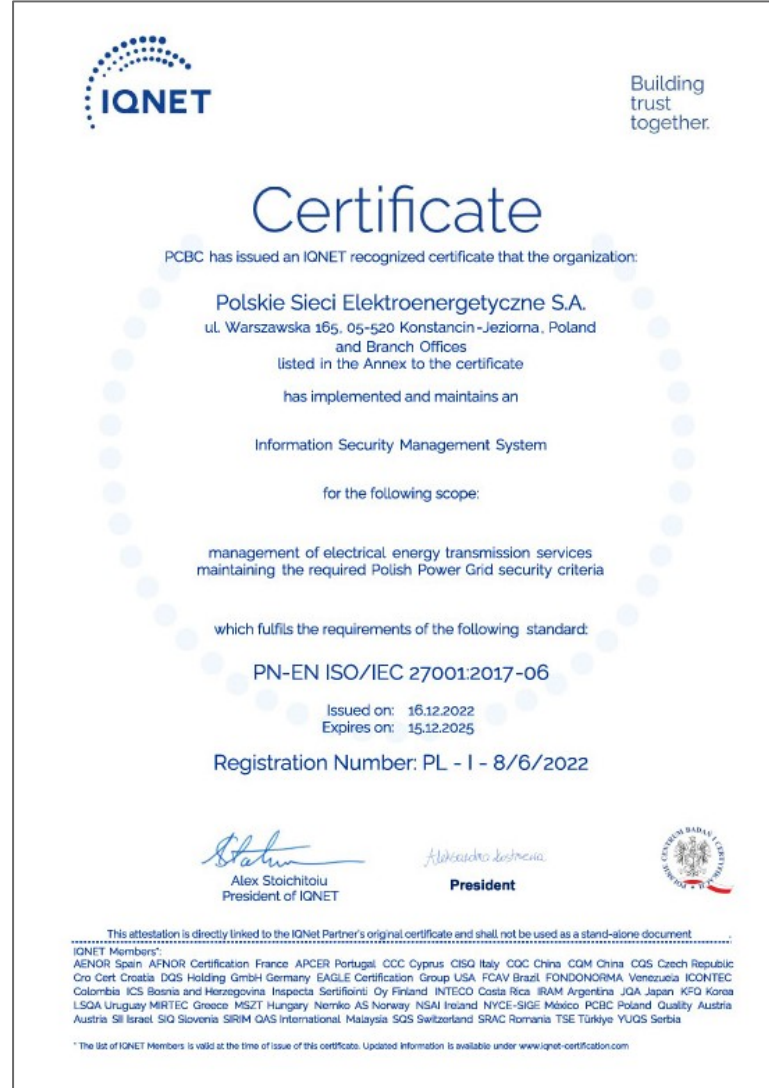 IQNET
Building
trust
together.
Certificate
PCBC has issued an IQNET recognized certificate that the organization:
Polskie Sieci Elektroenergetyczne S.A.
ul. Warszawska 165, 05-520 Konstancin-Jeziorna, Poland
and Branch Offices
listed in the Annex to the certificate
has implemented and maintains an
Information Security Management System
for the following scope:
management of electrical energy transmission services
maintaining the required Polish Power Grid security criteria
which fulfils the requirements of the following standard:
PN-EN ISO/IEC 27001:2017-06
Issued on: 16.12.2022
Expires on: 15.12.2025
Registration Number: PL - I - 8/6/2022
Alex Stoichitoiu
President of IQNET
Aleksandra
President
POLSKIE CENTRUM BADAŃ I CERTYFIKACJI
This attestation is directly linked to the IQNet Partner's original certificate and shall not be used as a stand-alone document
IQNET Members*:
AENOR Spain AFNOR Certification France APCER Portugal CCC Cyprus CISQ Italy CQC China CQM China CQS Czech Republic
Cro Cert Croatia DQS Holding GmbH Germany EAGLE Certification Group USA FCAV Brazil FONDONORMA Venezuela ICONTEC
Colombia ICS Bosnia and Herzegovina Inspecta Sertifiointi Oy Finland INTECO Costa Rica IRAM Argentina JQA Japan KFQ Korea
LSQA Uruguay MIRTEC Greece MSZT Hungary Nemko AS Norway NSAI Ireland NYCE-SIGE México PCBC Poland Quality Austria
Austria SII Israel SIQ Slovenia SIRIM QAS International Malaysia SQS Switzerland SRAC Romania TSE Türkiye YUQS Serbia
* The list of IQNET Members is valid at the time of issue of this certificate. Updated information is available under www.iqnet-certification.com